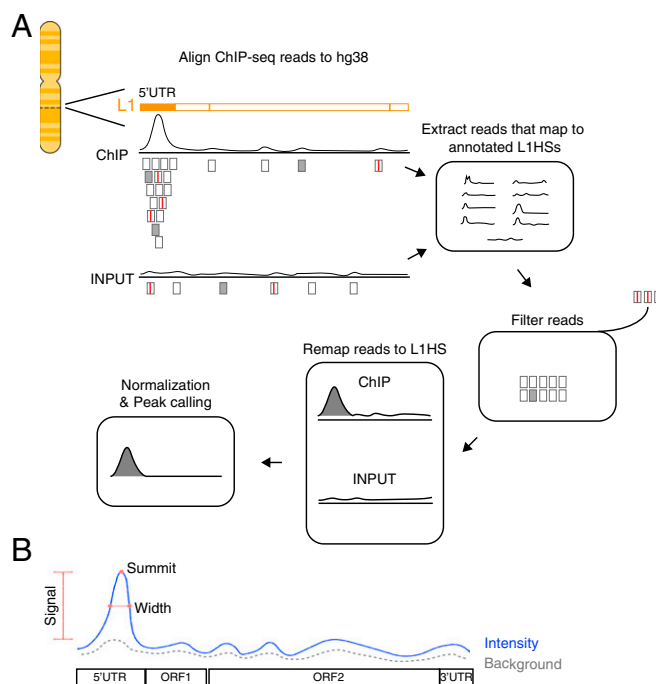 A
Align ChIP-seq reads to hg38
5'UTR
L1
ChIP
Extract reads that map to
annotated L1HSs
INPUT
Filter reads
Remap reads to L1HS
ChIP
INPUT
Normalization
& Peak calling
B
Signal
Summit
Width
Intensity
Background
5'UTR
ORF1
ORF2
3'UTR